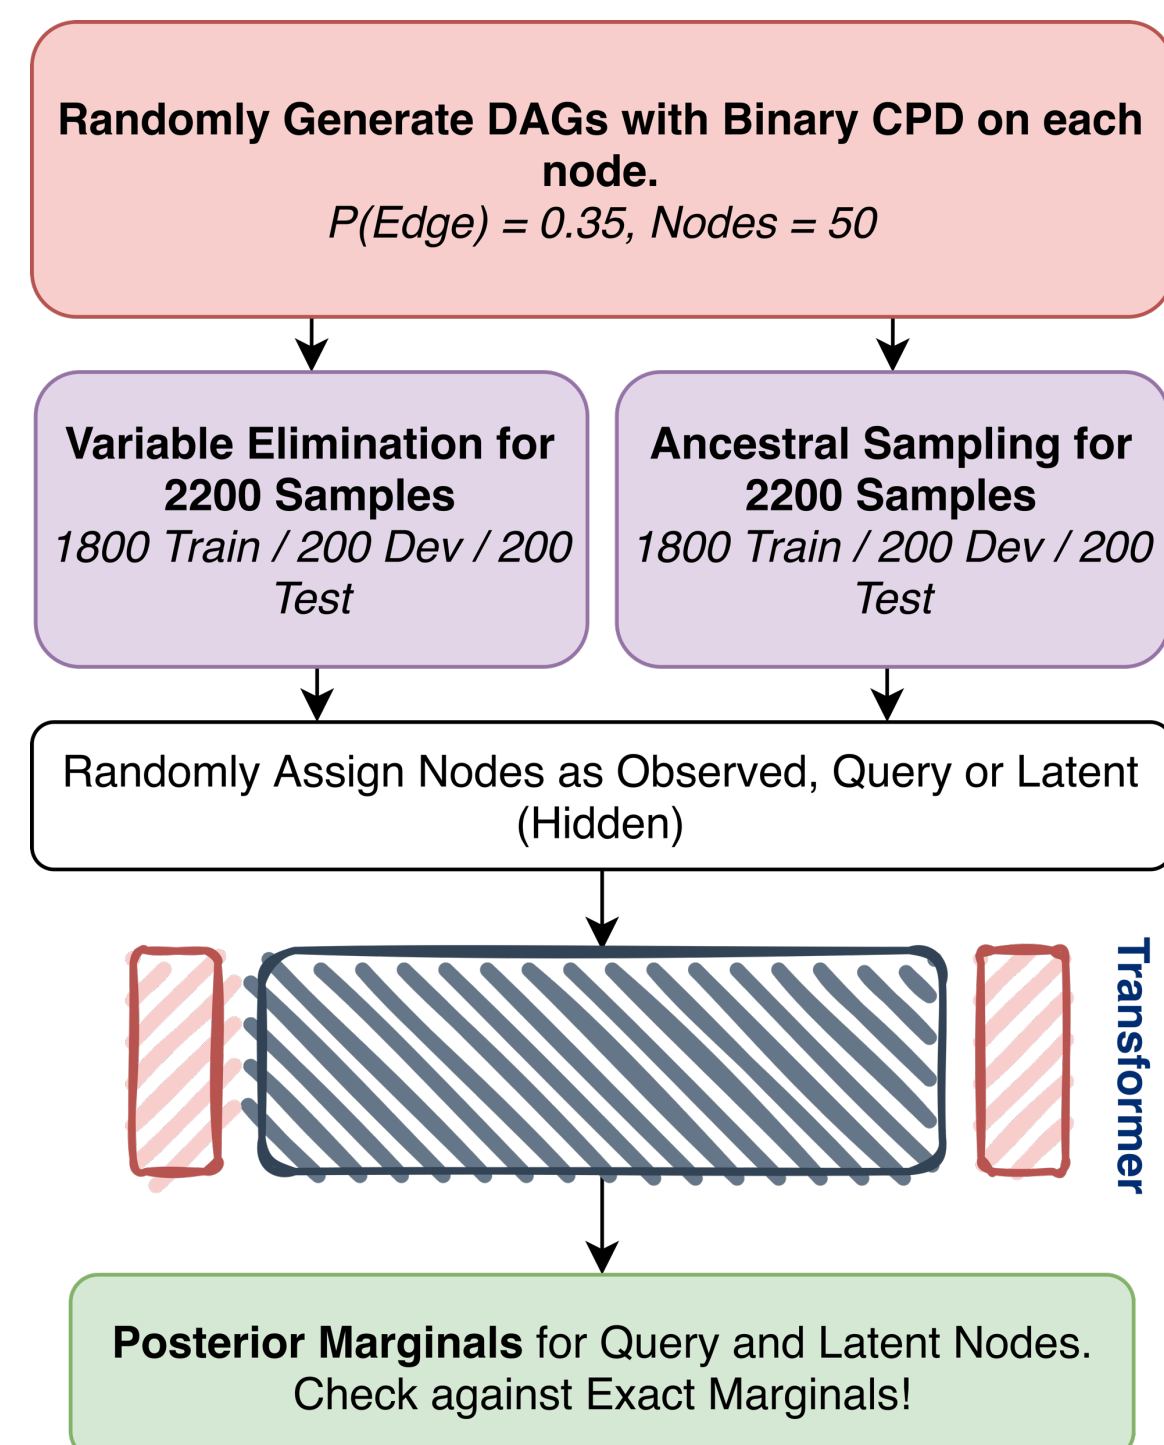 Randomly Generate DAGs with Binary CPD on each
node.
P(Edge) = 0.35, Nodes = 50
Variable Elimination for
2200 Samples
1800 Train / 200 Dev / 200
Test
Ancestral Sampling for
2200 Samples
1800 Train / 200 Dev / 200
Test
Randomly Assign Nodes as Observed, Query or Latent
(Hidden)
Transformer
Posterior Marginals for Query and Latent Nodes.
Check against Exact Marginals!